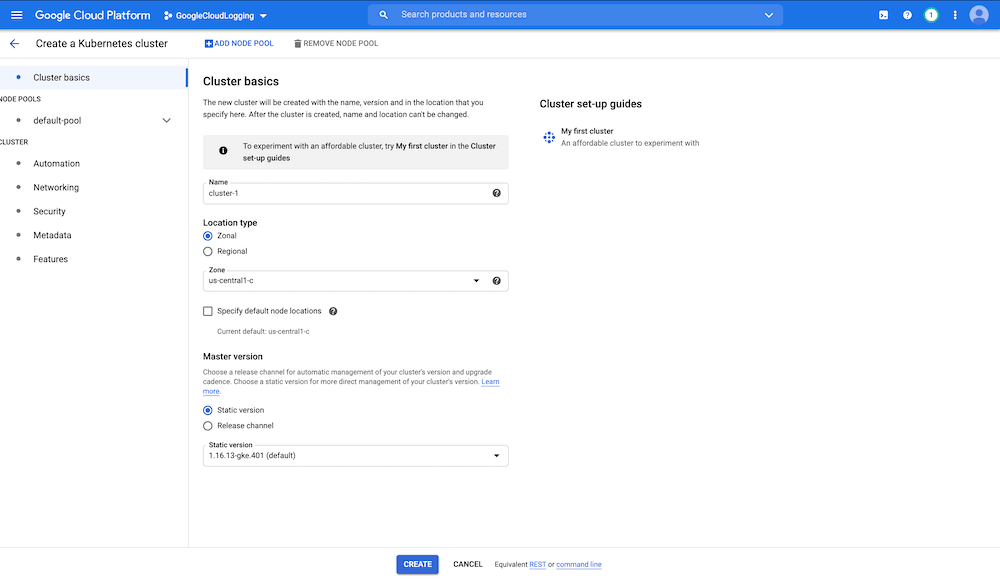 Google Cloud Platform
GoogleCloudLogging
Search products and resources
1
Create a Kubernetes cluster
ADD NODE POOL
REMOVE NODE POOL
Cluster basics
NODE POOLS
default-pool
CLUSTER
Automation
Networking
Security
Metadata
Features
Cluster basics
The new cluster will be created with the name, version and in the location that you
specify here. After the cluster is created, name and location can't be changed.
To experiment with an affordable cluster, try My first cluster in the Cluster
set-up guides
Name
cluster-1
Location type
Zonal
Regional
Zone
us-central1-c
Specify default node locations
Current default: us-central1-c
Master version
Choose a release channel for automatic management of your cluster's version and upgrade
cadence. Choose a static version for more direct management of your cluster's version. Learn
more.
Static version
Release channel
Static version
1.16.13-gke.401 (default)
Cluster set-up guides
My first cluster
An affordable cluster to experiment with
CREATE
CANCEL
Equivalent REST or command line